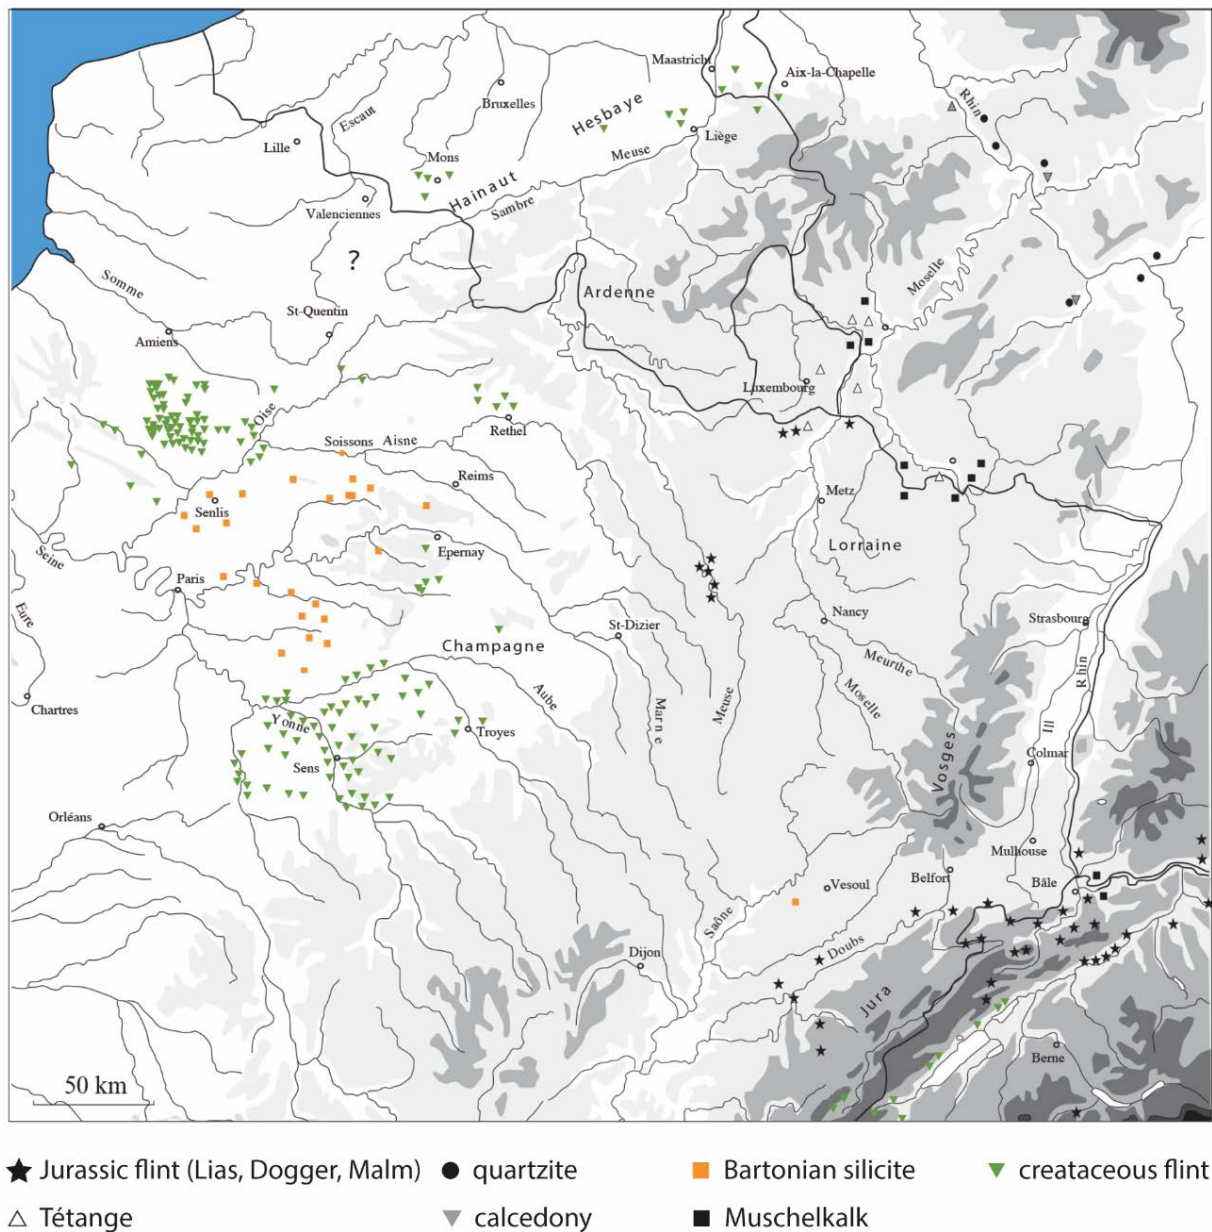 Maastricht
Aix-la-Chapelle
Bruxelles
Rhin
Escaut
Hesbaye
Lille
Liège
Mons
Meuse
Hainaut
Valenciennes
Sambre
?
Moselle
Somme
Ardenne
St-Quentin
Amiens
Luxembourg
Oise
Rethel
Soissons
Aisne
Reims
Metz
Senlis
Epernay
Lorraine
Seine
Paris
Eure
Nancy
Strasbourg
St-Dizier
Champagne
Meurthe
Rhin
Chartres
Aube
Moselle
Marne
Meuse
Yonne
Troyes
Ill
Vosges
Colmar
Sens
Orléans
Mulhouse
Vesoul
Belfort
Bâle
Saône
Doubs
Dijon
Jura
Berne
50 km
Jurassic flint (Lias, Dogger, Malm) quartzite Bartonian silicite creataceous flint
Tétange calcedony Muschelkalk